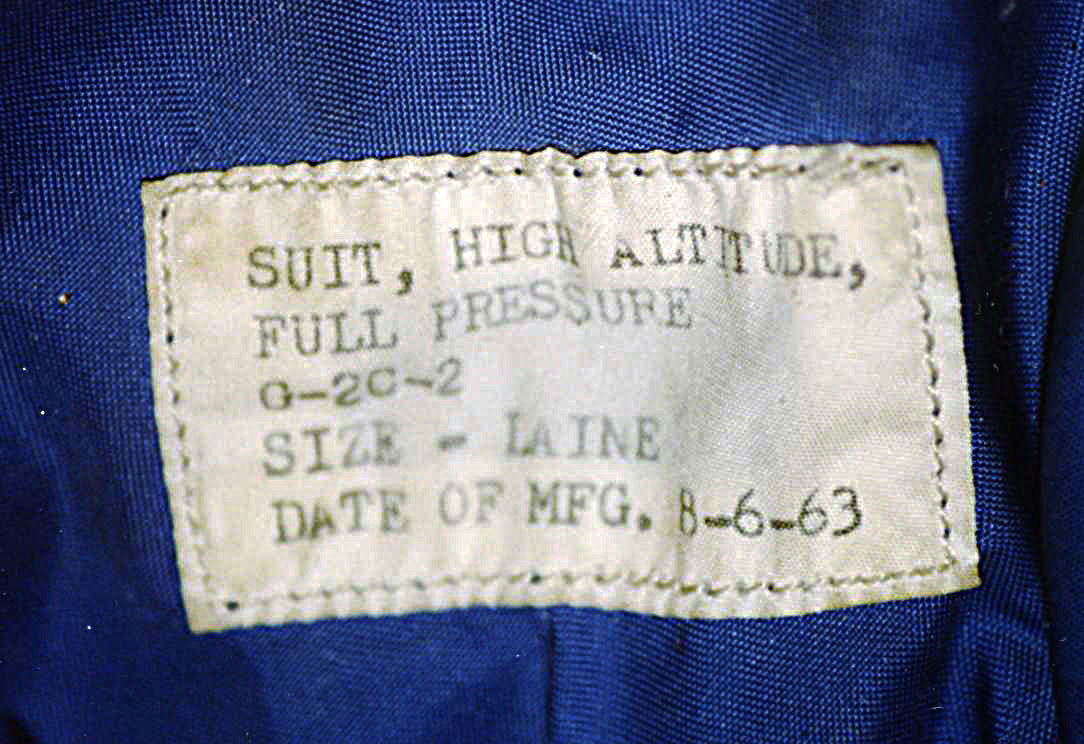 SUIT, HIGH ALTITUDE,
FULL PRESSURE
G-2C-2
SIZE - LAINE
DATE OF MFG. 8-6-63